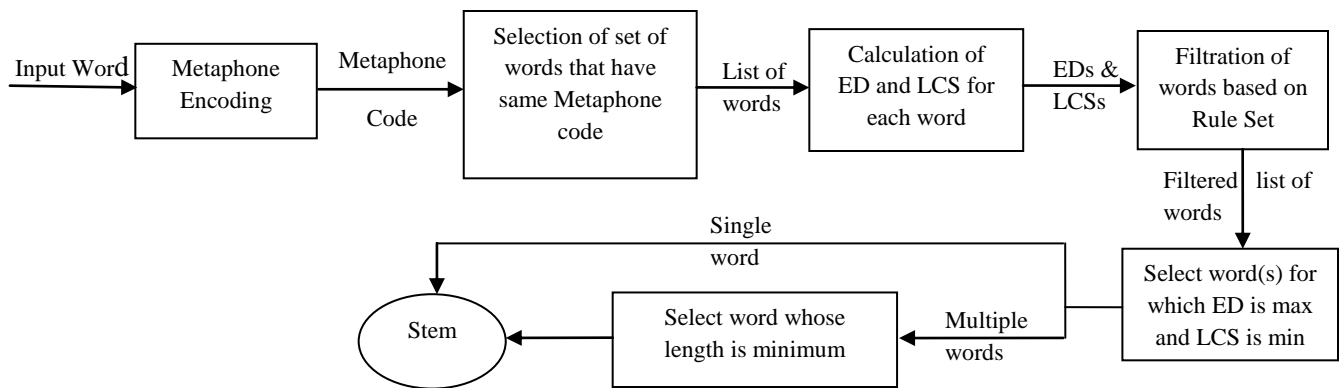 Input Word
Metaphone
Encoding
Metaphone
Code
Selection of set of
words that have
same Metaphone
code
List of
words
Calculation of
ED and LCS for
each word
EDs &
LCSs
Filtration of
words based on
Rule Set
Filtered list of
words
Select word(s) for
which ED is max
and LCS is min
Single
word
Multiple
words
Select word whose
length is minimum
Stem